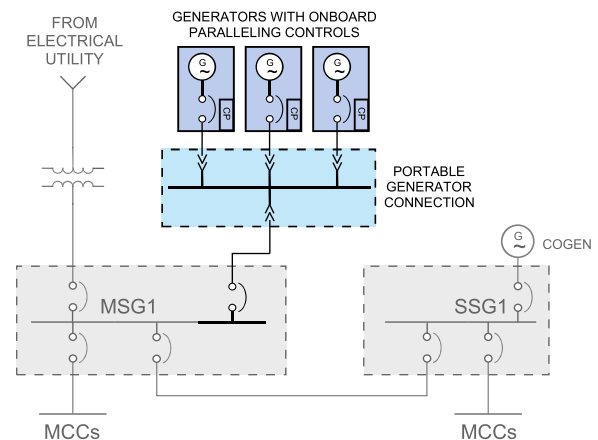 FROM
ELECTRICAL
UTILITY
GENERATORS WITH ONBOARD
PARALLELING CONTROLS
G
G
G
CP
CP
CP
PORTABLE
GENERATOR
CONNECTION
G
COGEN
MSG1
SSG1
MCCs
MCCs